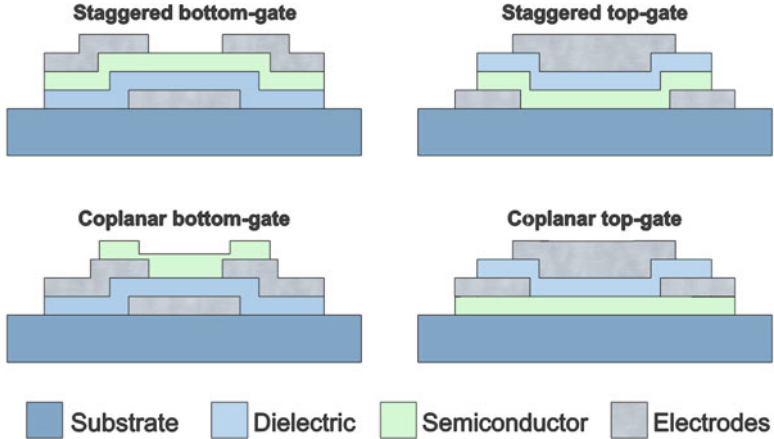 Staggered bottom-gate
Staggered top-gate
Coplanar bottom-gate
Coplanar top-gate
Substrate
Dielectric
Semiconductor
Electrodes